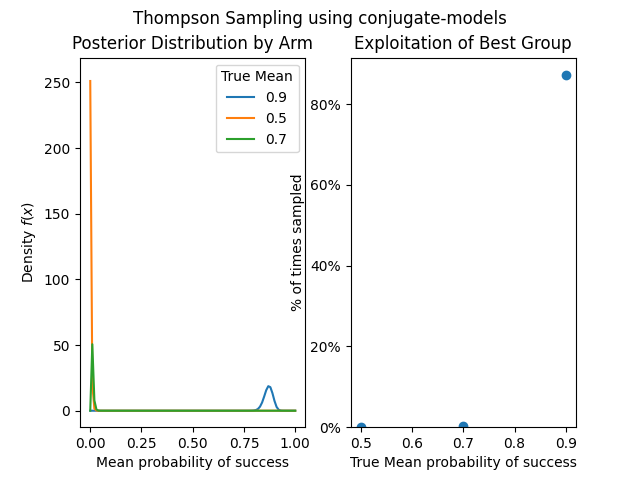 Thompson Sampling using conjugate-models
Posterior Distribution by Arm
Exploitation of Best Group
True Mean
0.9
0.5
0.7
250
200
150
100
50
0
Density f(x)
0.00 0.25 0.50 0.75 1.00
Mean probability of success
80%
60%
40%
20%
0%
% of times sampled
0.5 0.6 0.7 0.8 0.9
True Mean probability of success